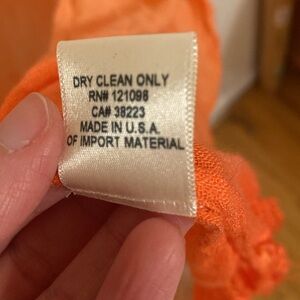 DRY CLEAN ONLY
RN# 121098
CA# 38223
MADE IN U.S.A.
OF IMPORT MATERIAL